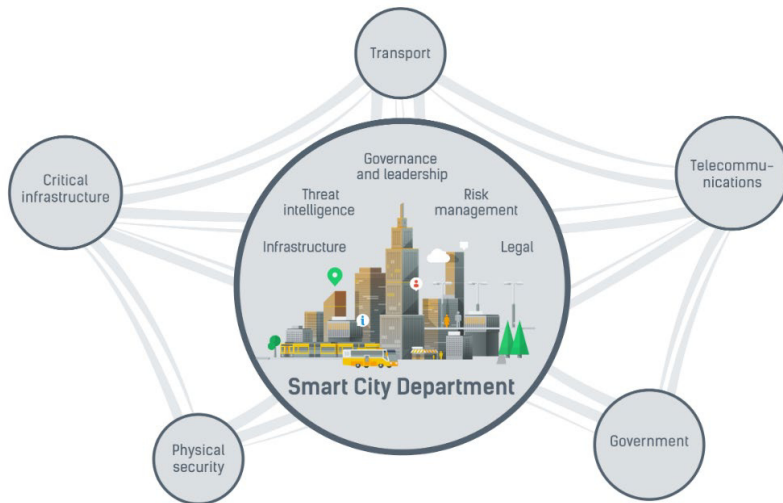 Transport
Critical
infrastructure
Telecommu-
nications
Governance
and leadership
Threat
intelligence
Risk
management
Infrastructure
Legal
Smart City Department
Physical
security
Government